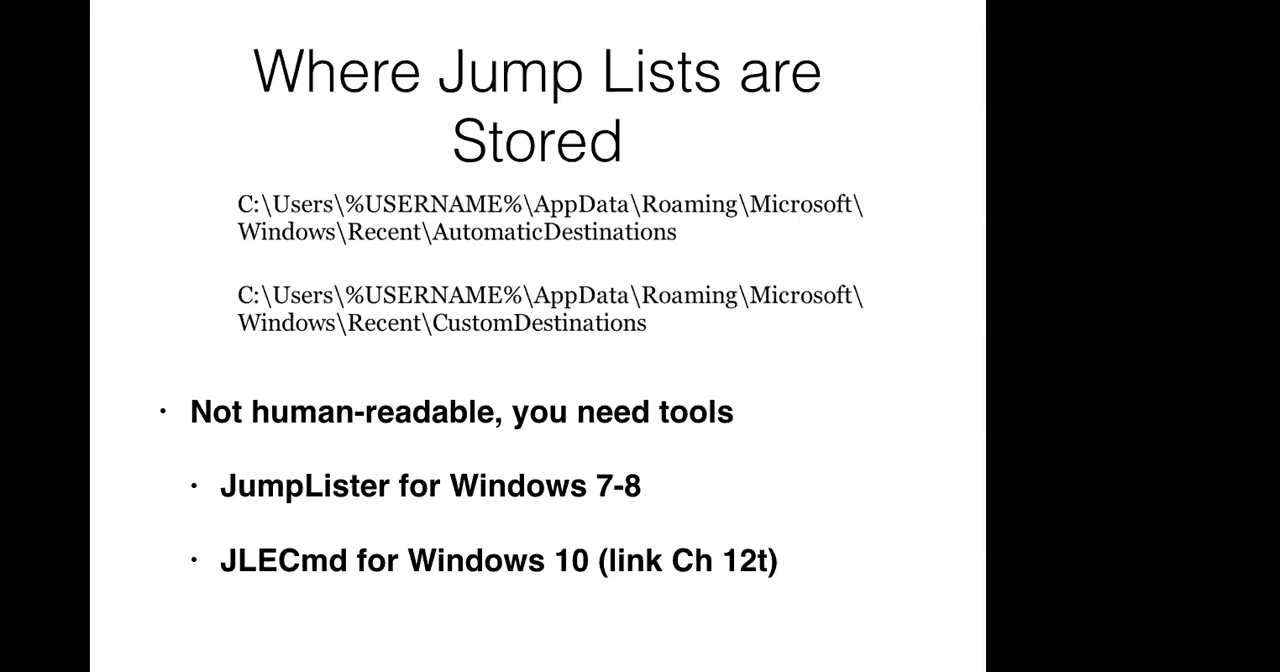 Where Jump Lists are
Stored
C:\Users\%USERNAME%\AppData\Roaming\Microsoft\
Windows\Recent\AutomaticDestinations
C:\Users\%USERNAME%\AppData\Roaming\Microsoft\
Windows\Recent\CustomDestinations
• Not human-readable, you need tools
• JumpLister for Windows 7-8
• JLECmd for Windows 10 (link Ch 12t)